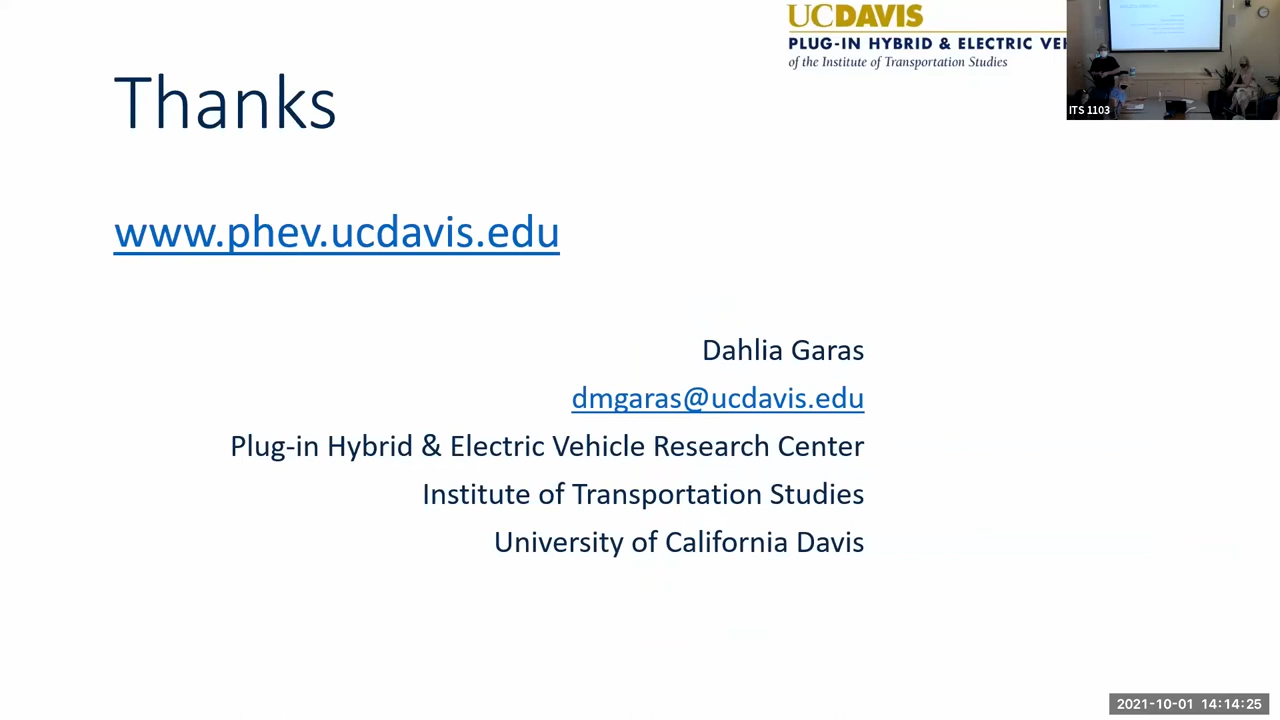 UCDAVIS
PLUG-IN HYBRID & ELECTRIC VEH
of the Institute of Transportation Studies
ITS 1103
Thanks
www.phev.ucdavis.edu
Dahlia Garas
dmgaras@ucdavis.edu
Plug-in Hybrid & Electric Vehicle Research Center
Institute of Transportation Studies
University of California Davis
2021-10-01 14:14:25